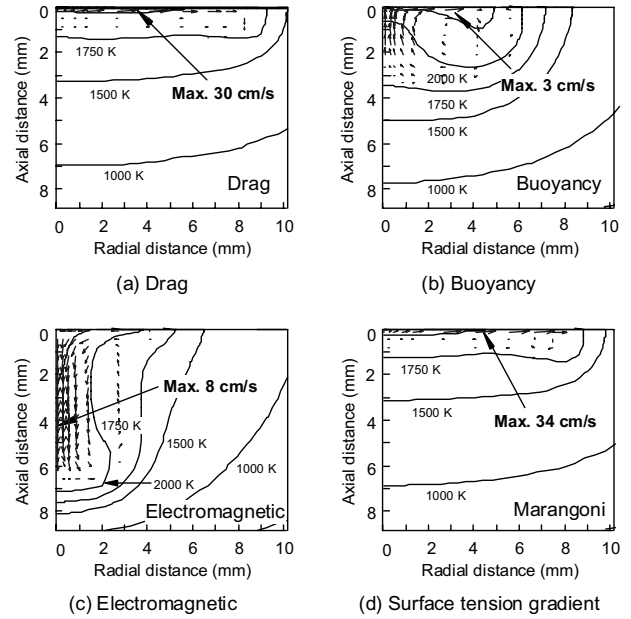 0
2
4
6
8
Axial distance (mm)
1750 K
1500 K
Max. 30 cm/s
1000 K
Drag
0 2 4 6 8 10
Radial distance (mm)
(a) Drag
0
2
4
6
8
Axial distance (mm)
2000 K
Max. 3 cm/s
1750 K
1500 K
1000 K
Buoyancy
0 2 4 6 8 10
Radial distance (mm)
(b) Buoyancy
0
2
4
6
8
Axial distance (mm)
Max. 8 cm/s
1750 K
1500 K
1000 K
2000 K
Electromagnetic
0 2 4 6 8 10
Radial distance (mm)
(c) Electromagnetic
0
2
4
6
8
Axial distance (mm)
1750 K
1500 K
Max. 34 cm/s
1000 K
Marangoni
0 2 4 6 8 10
Radial distance (mm)
(d) Surface tension gradient